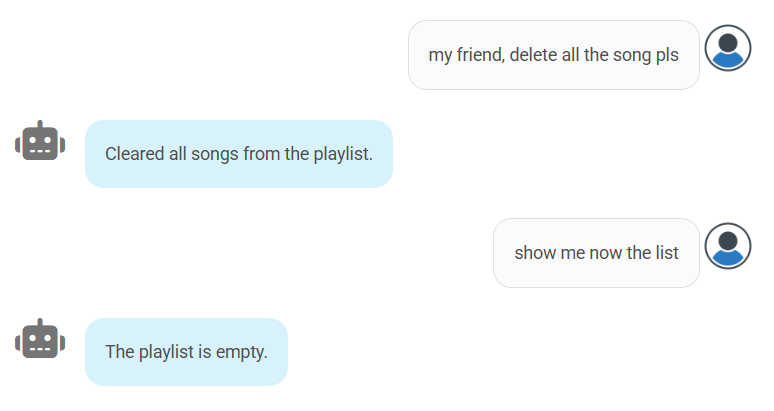 my friend, delete all the song pls
Cleared all songs from the playlist.
show me now the list
The playlist is empty.